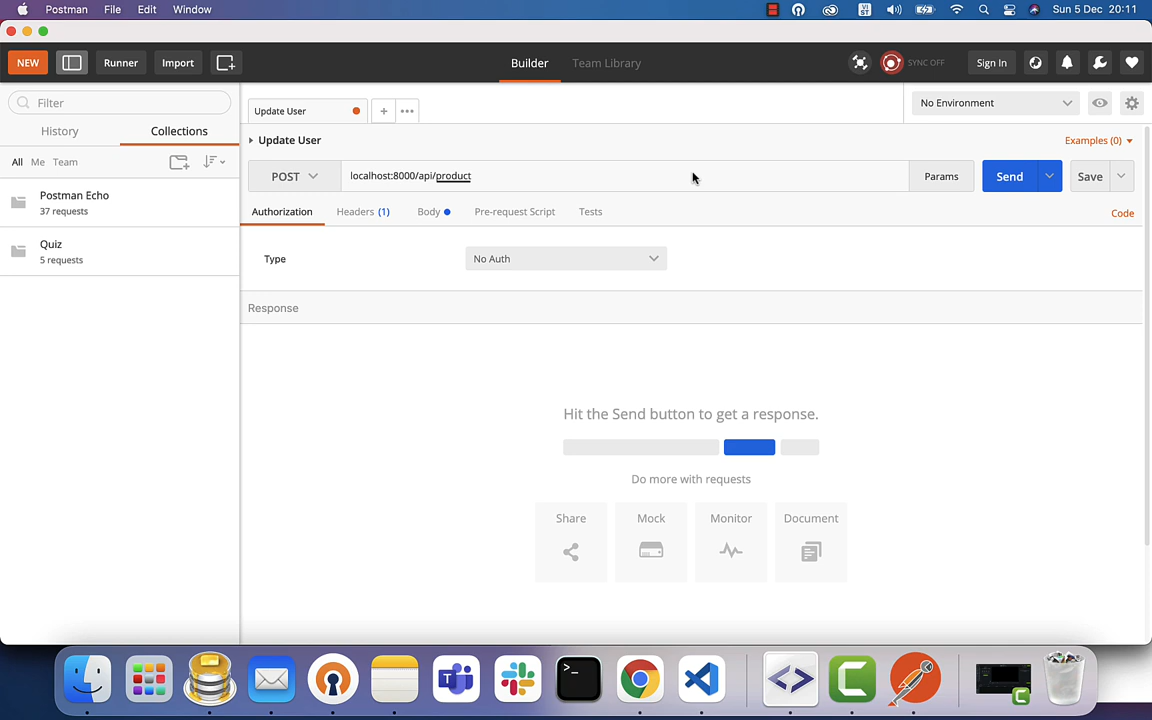 Postman File Edit Window VI ST Sun 5 Dec 20:11
NEW Runner Import Builder Team Library SYNC OFF Sign In
Filter
Update User
No Environment
History Collections
Update User
Examples (0)
All Me Team
POST localhost:8000/api/product Params Send Save
Postman Echo
37 requests
Authorization Headers (1) Body Pre-request Script Tests
Code
Quiz
5 requests
Type No Auth
Response
Hit the Send button to get a response.
Do more with requests
Share Mock Monitor Document